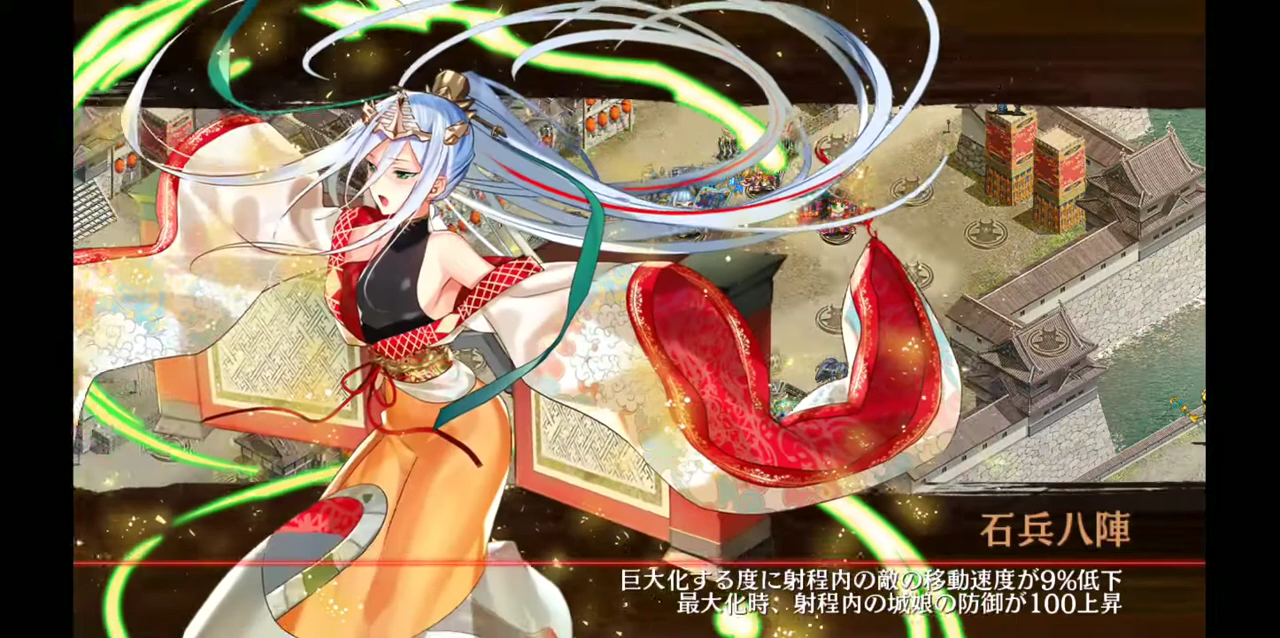 石兵八陣
巨大化する度に射程内の敵の移動速度が9%低下
最大化時、射程内の城娘の防御が100上昇